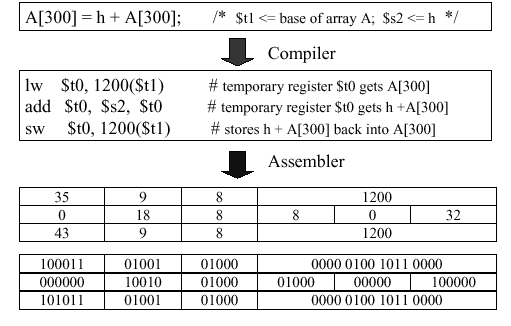 A[300] = h + A[300]; /* $t1 <= base of array A; $s2 <= h */
Compiler
lw $t0, 1200($t1) # temporary register $t0 gets A[300]
add $t0, $s2, $t0 # temporary register $t0 gets h +A[300]
sw $t0, 1200($t1) # stores h + A[300] back into A[300]
Assembler
35 9 8 1200
0 18 8 8 0 32
43 9 8 1200
100011 01001 01000 0000 0100 1011 0000
000000 10010 01000 01000 00000 100000
101011 01001 01000 0000 0100 1011 0000